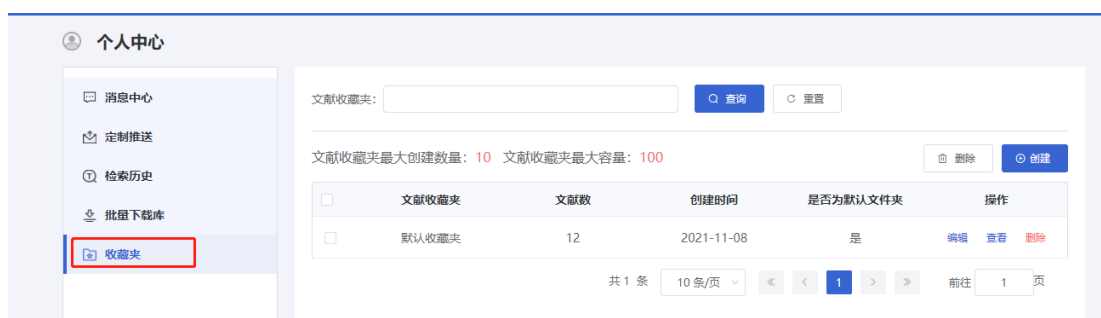 个人中心
消息中心
定制推送
检索历史
批量下载库
收藏夹
文献收藏夹： 查询 重置
文献收藏夹最大创建数量：10 文献收藏夹最大容量：100 删除 创建
文献收藏夹 文献数 创建时间 是否为默认文件夹 操作
默认收藏夹 12 2021-11-08 是 编辑 查看 删除
共 1 条 10 条/页 1 前往 1 页